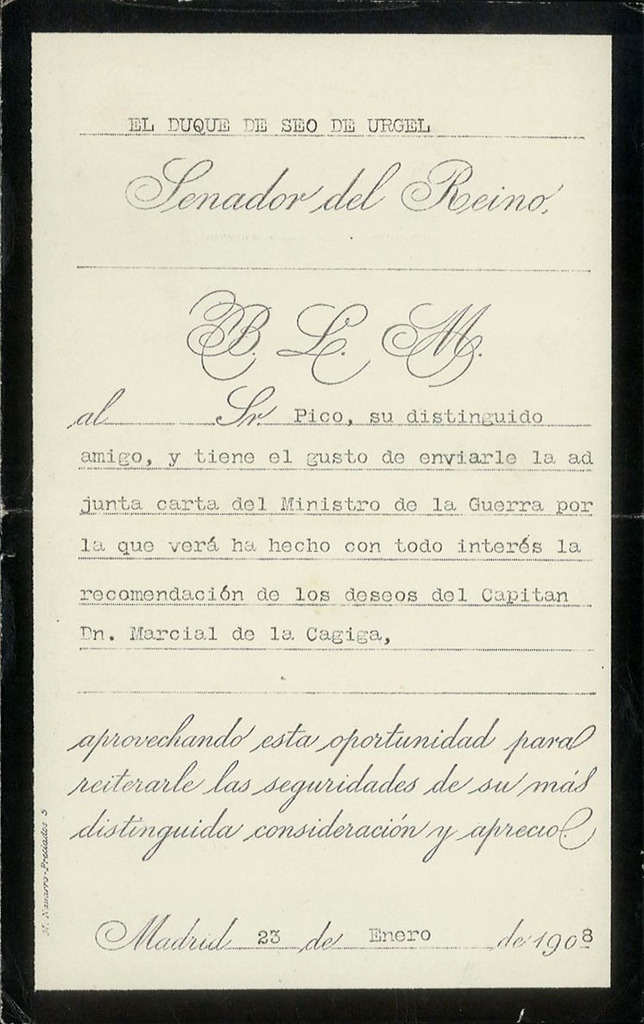 EL DUQUE DE SEO DE URGEL
Senador del Reino,
B. L. M.
al Sr. Pico, su distinguido
amigo, y tiene el gusto de enviarle la ad
junta carta del Ministro de la Guerra por
la que verá ha hecho con todo interés la
recomendación de los deseos del Capitan
Dn. Marcial de la Cagiga,
aprovechando esta oportunidad para
reiterarle las seguridades de su más
distinguida consideración y aprecio
Madrid 23 de Enero de 1908
M. Navarro-Preciados 5